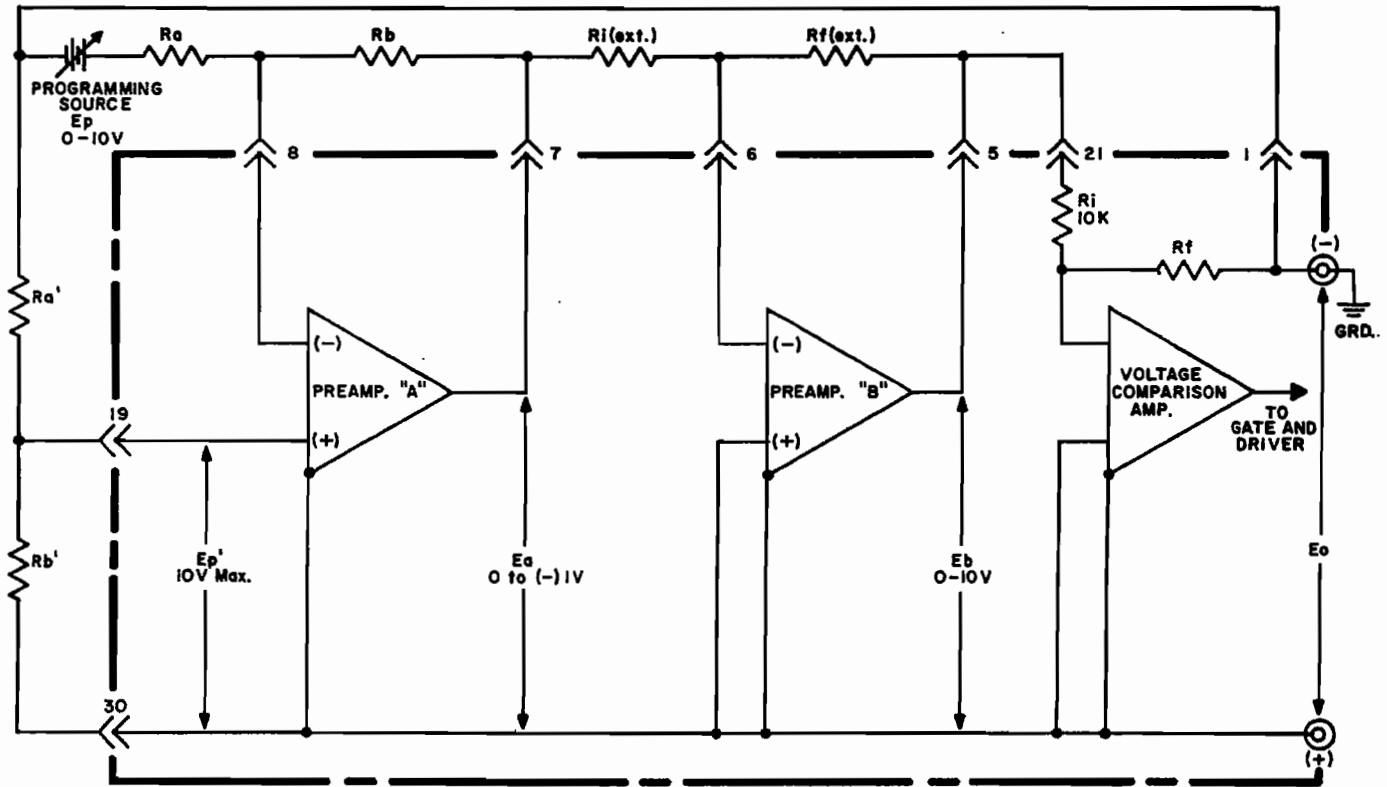 Ra
Rb
Ri(ext.)
Rf(ext.)
PROGRAMMING
SOURCE
Ep
0-10V
8
7
6
5
21
1
Ri
10K
(-)
Rf
GRD..
Ra'
(-)
PREAMP. "A"
(+)
(-)
PREAMP. "B"
(+)
VOLTAGE
COMPARISON
AMP.
TO
GATE AND
DRIVER
19
Rb'
Ep'
10V Max.
Ea
0 to (-) 1V
Eb
0-10V
Eo
30
(+)